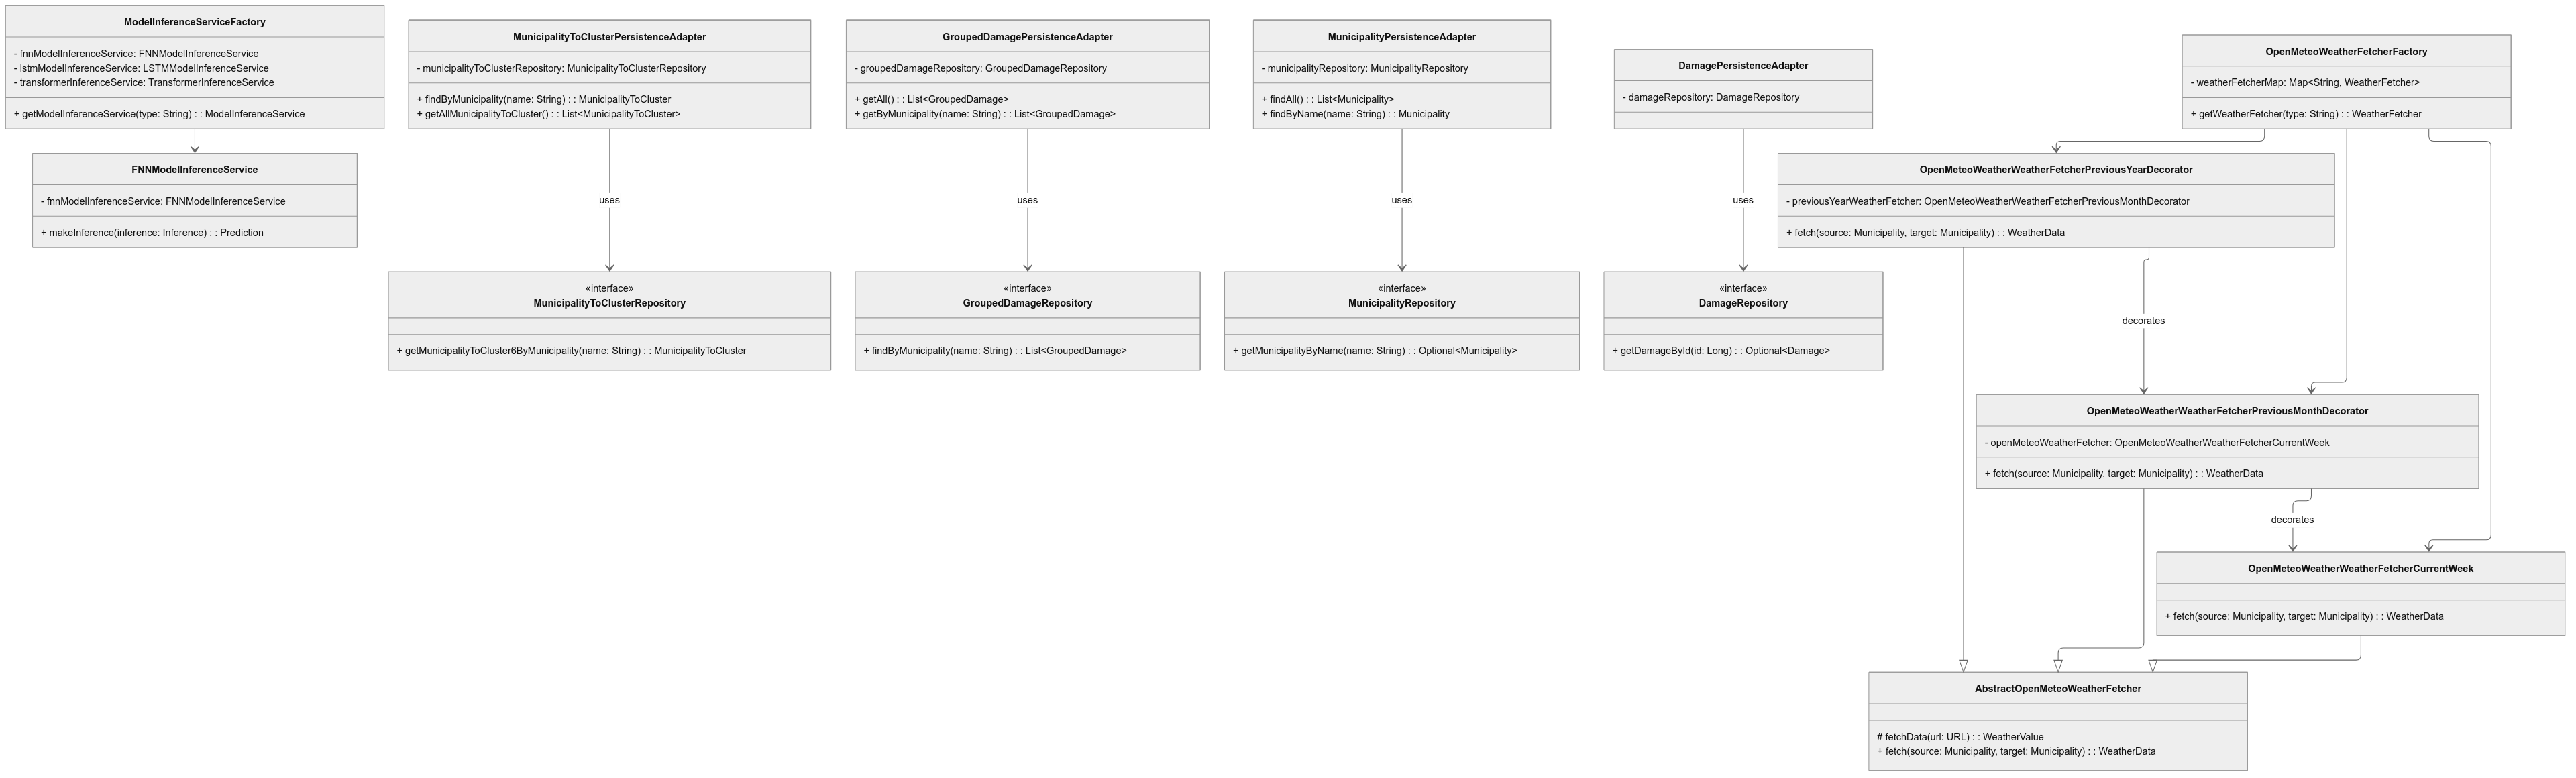 ModelInferenceServiceFactory
- fnnModelInferenceService: FNNModelInferenceService
- lstmModelInferenceService: LSTMModelInferenceService
- transformerInferenceService: TransformerInferenceService
+ getModelInferenceService(type: String) : : ModelInferenceService
FNNModelInferenceService
- fnnModelInferenceService: FNNModelInferenceService
+ makeInference(inference: Inference) : : Prediction
MunicipalityToClusterPersistenceAdapter
- municipalityToClusterRepository: MunicipalityToClusterRepository
+ findByMunicipality(name: String) : : MunicipalityToCluster
+ getAllMunicipalityToCluster() : : List<MunicipalityToCluster>
uses
«interface»
MunicipalityToClusterRepository
+ getMunicipalityToCluster6ByMunicipality(name: String) : : MunicipalityToCluster
GroupedDamagePersistenceAdapter
- groupedDamageRepository: GroupedDamageRepository
+ getAll() : : List<GroupedDamage>
+ getByMunicipality(name: String) : : List<GroupedDamage>
uses
«interface»
GroupedDamageRepository
+ findByMunicipality(name: String) : : List<GroupedDamage>
MunicipalityPersistenceAdapter
- municipalityRepository: MunicipalityRepository
+ findAll() : : List<Municipality>
+ findByName(name: String) : : Municipality
uses
«interface»
MunicipalityRepository
+ getMunicipalityByName(name: String) : : Optional<Municipality>
DamagePersistenceAdapter
- damageRepository: DamageRepository
uses
«interface»
DamageRepository
+ getDamageById(id: Long) : : Optional<Damage>
OpenMeteoWeatherFetcherFactory
- weatherFetcherMap: Map<String, WeatherFetcher>
+ getWeatherFetcher(type: String) : : WeatherFetcher
OpenMeteoWeatherWeatherFetcherPreviousYearDecorator
- previousYearWeatherFetcher: OpenMeteoWeatherWeatherFetcherPreviousMonthDecorator
+ fetch(source: Municipality, target: Municipality) : : WeatherData
decorates
OpenMeteoWeatherWeatherFetcherPreviousMonthDecorator
- openMeteoWeatherFetcher: OpenMeteoWeatherWeatherFetcherCurrentWeek
+ fetch(source: Municipality, target: Municipality) : : WeatherData
decorates
OpenMeteoWeatherWeatherFetcherCurrentWeek
+ fetch(source: Municipality, target: Municipality) : : WeatherData
AbstractOpenMeteoWeatherFetcher
# fetchData(url: URL) : : WeatherValue
+ fetch(source: Municipality, target: Municipality) : : WeatherData